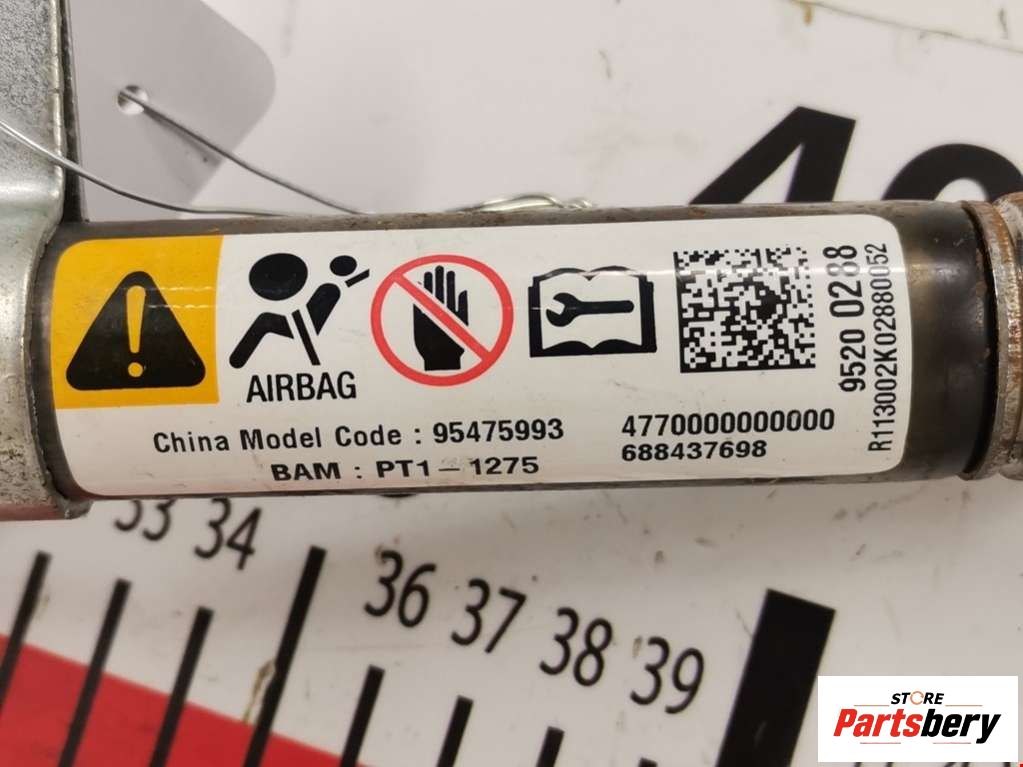 AIRBAG
9520 0288
R113002K02880052
China Model Code : 95475993
4770000000000
BAM : PT1-1275
688437698
33 34
36 37 38 39
STORE
Partsbery